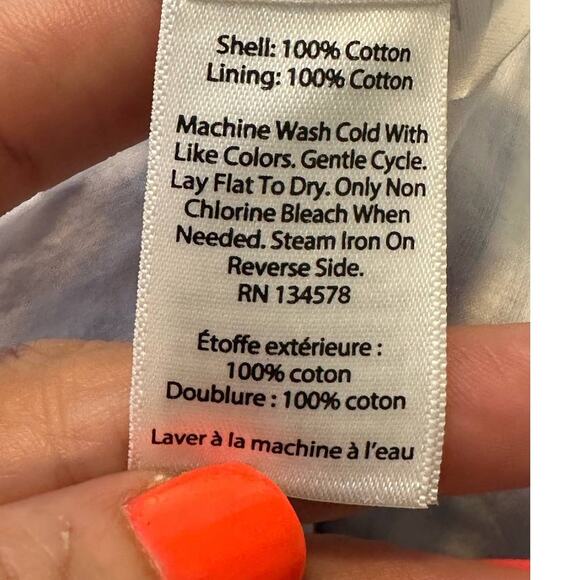 Shell: 100% Cotton
Lining: 100% Cotton
Machine Wash Cold With
Like Colors. Gentle Cycle.
Lay Flat To Dry. Only Non
Chlorine Bleach When
Needed. Steam Iron On
Reverse Side.
RN 134578
Étoffe extérieure :
100% coton
Doublure : 100% coton
Laver à la machine à l'eau